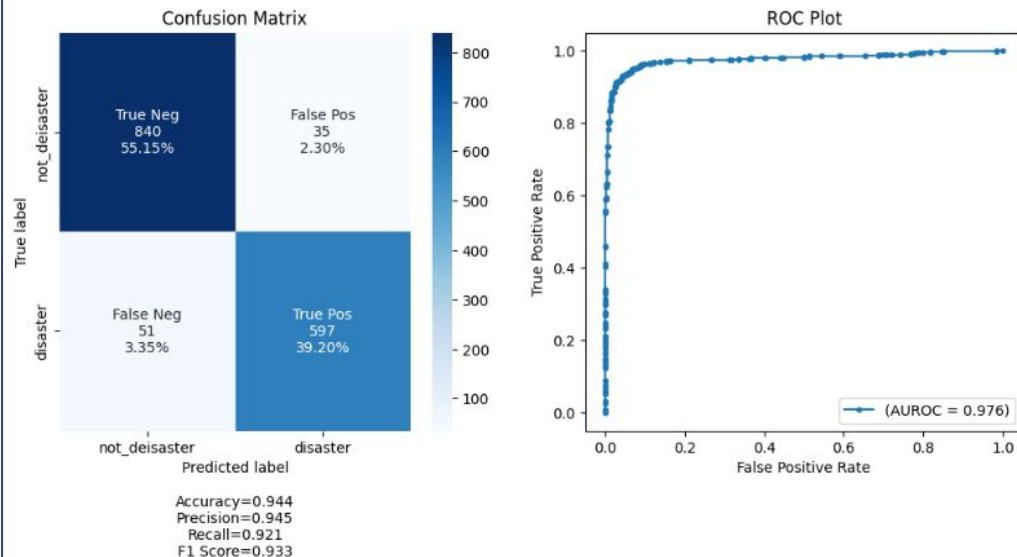 Confusion Matrix
True label
not_deisaster
disaster
True Neg
840
55.15%
False Pos
35
2.30%
False Neg
51
3.35%
True Pos
597
39.20%
800
700
600
500
400
300
200
100
not_deisaster
disaster
Predicted label
Accuracy=0.944
Precision=0.945
Recall=0.921
F1 Score=0.933
ROC Plot
True Positive Rate
1.0
0.8
0.6
0.4
0.2
0.0
(AUROC = 0.976)
0.0
0.2
0.4
0.6
0.8
1.0
False Positive Rate